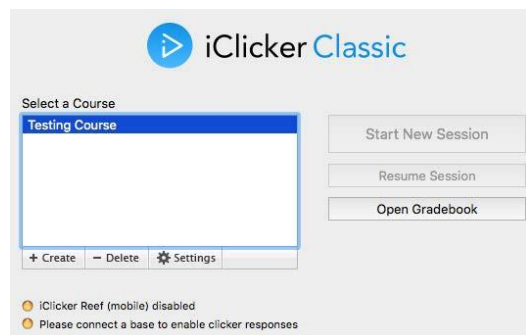 iClicker Classic
Select a Course
Testing Course
Start New Session
Resume Session
Open Gradebook
+ Create
− Delete
Settings
iClicker Reef (mobile) disabled
Please connect a base to enable clicker responses